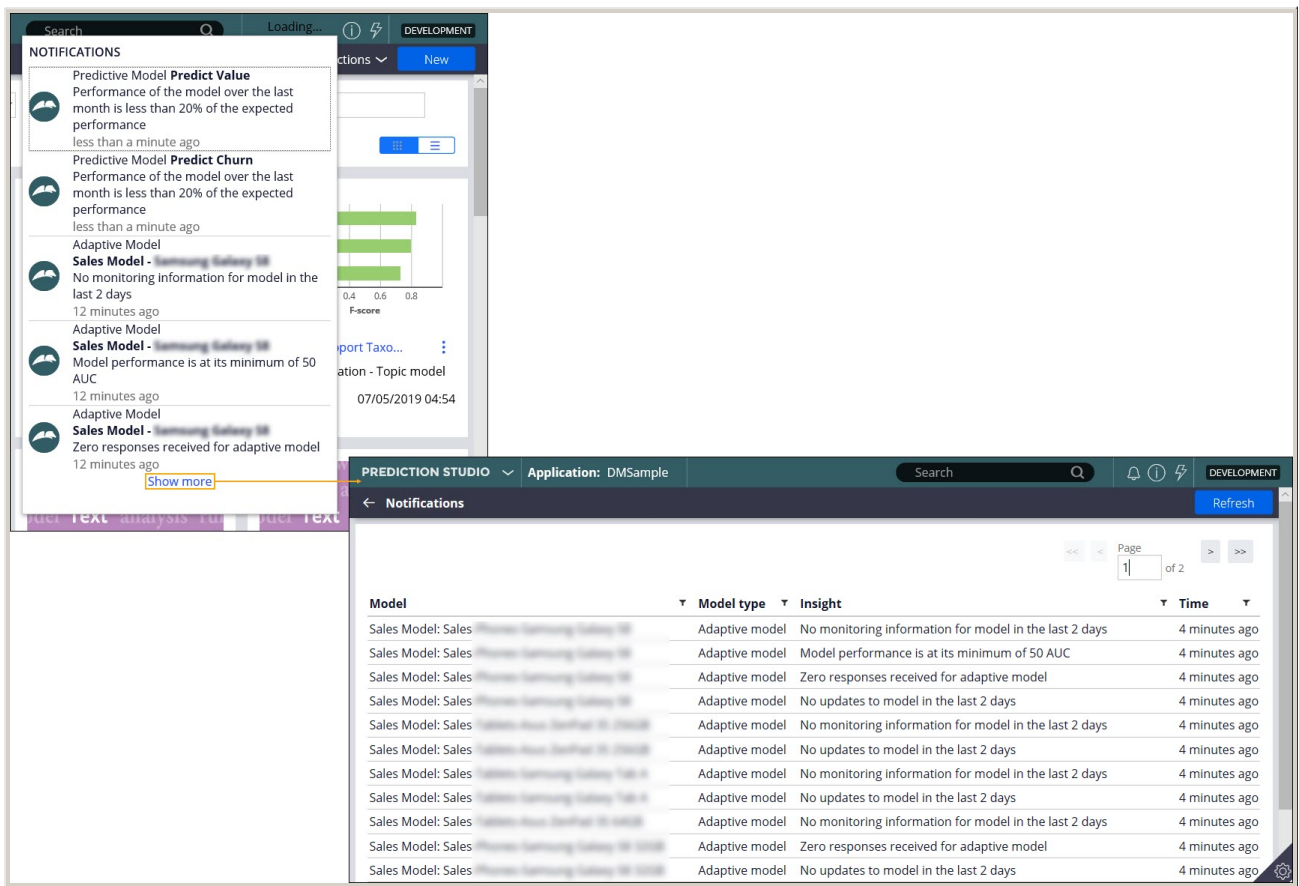 Search
Loading...
DEVELOPMENT
NOTIFICATIONS
ctions
New
Predictive Model Predict Value
Performance of the model over the last
month is less than 20% of the expected
performance
less than a minute ago
Predictive Model Predict Churn
Performance of the model over the last
month is less than 20% of the expected
performance
less than a minute ago
Adaptive Model
Sales Model -
No monitoring information for model in the
last 2 days
12 minutes ago
Adaptive Model
Sales Model -
Model performance is at its minimum of 50
AUC
12 minutes ago
Adaptive Model
Sales Model -
Zero responses received for adaptive model
12 minutes ago
Show more
0.4 0.6 0.8
F-score
port Taxo...
ation - Topic model
07/05/2019 04:54
Text analysis
Text
PREDICTION STUDIO Application: DMSample
Search
DEVELOPMENT
Notifications
Refresh
Page
1 of 2
<< < > >>
Model Model type Insight Time
Sales Model: Sales Adaptive model No monitoring information for model in the last 2 days 4 minutes ago
Sales Model: Sales Adaptive model Model performance is at its minimum of 50 AUC 4 minutes ago
Sales Model: Sales Adaptive model Zero responses received for adaptive model 4 minutes ago
Sales Model: Sales Adaptive model No updates to model in the last 2 days 4 minutes ago
Sales Model: Sales Adaptive model No monitoring information for model in the last 2 days 4 minutes ago
Sales Model: Sales Adaptive model No updates to model in the last 2 days 4 minutes ago
Sales Model: Sales Adaptive model No monitoring information for model in the last 2 days 4 minutes ago
Sales Model: Sales Adaptive model No updates to model in the last 2 days 4 minutes ago
Sales Model: Sales Adaptive model No monitoring information for model in the last 2 days 4 minutes ago
Sales Model: Sales Adaptive model Zero responses received for adaptive model 4 minutes ago
Sales Model: Sales Adaptive model No updates to model in the last 2 days 4 minutes ago